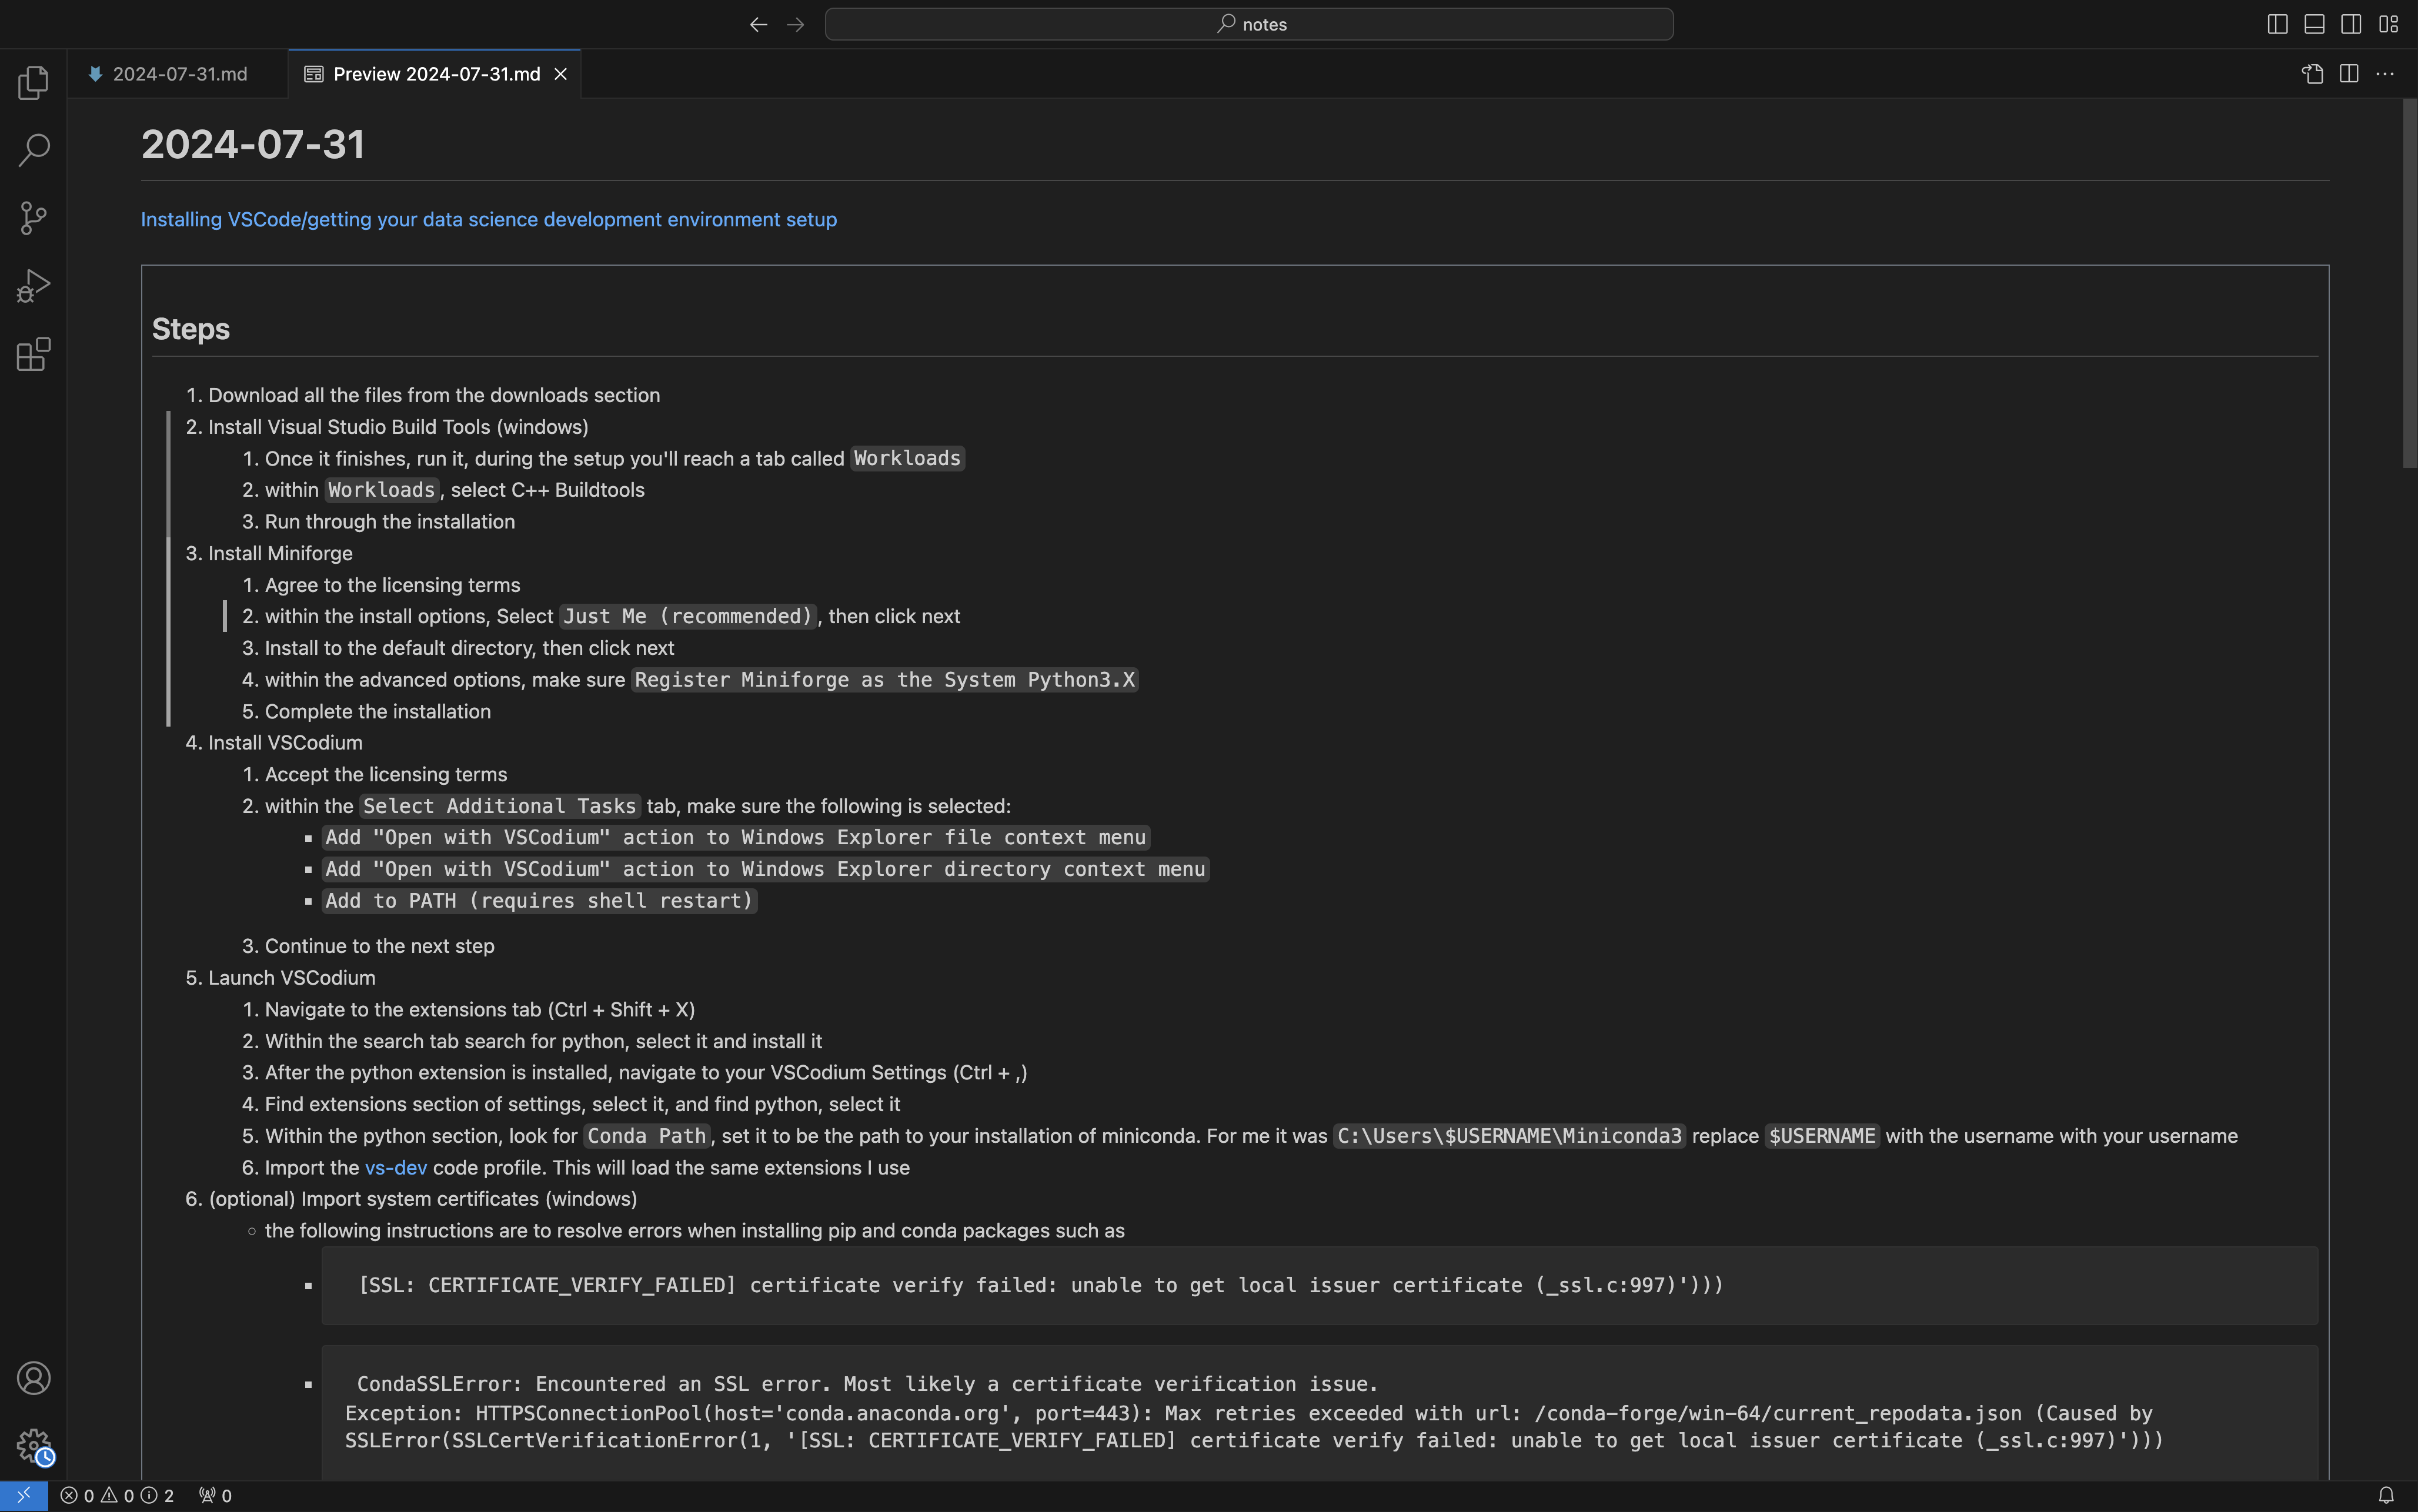 notes
2024-07-31.md
Preview 2024-07-31.md
2024-07-31
Installing VSCode/getting your data science development environment setup
Steps
1. Download all the files from the downloads section
2. Install Visual Studio Build Tools (windows)
1. Once it finishes, run it, during the setup you'll reach a tab called Workloads
2. within Workloads, select C++ Buildtools
3. Run through the installation
3. Install Miniforge
1. Agree to the licensing terms
2. within the install options, Select Just Me (recommended), then click next
3. Install to the default directory, then click next
4. within the advanced options, make sure Register Miniforge as the System Python3.X
5. Complete the installation
4. Install VSCodium
1. Accept the licensing terms
2. within the Select Additional Tasks tab, make sure the following is selected:
▪ Add "Open with VSCodium" action to Windows Explorer file context menu
▪ Add "Open with VSCodium" action to Windows Explorer directory context menu
▪ Add to PATH (requires shell restart)
3. Continue to the next step
5. Launch VSCodium
1. Navigate to the extensions tab (Ctrl + Shift + X)
2. Within the search tab search for python, select it and install it
3. After the python extension is installed, navigate to your VSCodium Settings (Ctrl + ,)
4. Find extensions section of settings, select it, and find python, select it
5. Within the python section, look for Conda Path, set it to be the path to your installation of miniconda. For me it was C:\Users\$USERNAME\Miniconda3 replace $USERNAME with the username with your username
6. Import the vs-dev code profile. This will load the same extensions I use
6. (optional) Import system certificates (windows)
○ the following instructions are to resolve errors when installing pip and conda packages such as
▪ [SSL: CERTIFICATE_VERIFY_FAILED] certificate verify failed: unable to get local issuer certificate (_ssl.c:997)')))
▪ CondaSSLError: Encountered an SSL error. Most likely a certificate verification issue.
Exception: HTTPSConnectionPool(host='conda.anaconda.org', port=443): Max retries exceeded with url: /conda-forge/win-64/current_repodata.json (Caused by
SSLError(SSLCertVerificationError(1, '[SSL: CERTIFICATE_VERIFY_FAILED] certificate verify failed: unable to get local issuer certificate (_ssl.c:997)')))
0 0 2 0